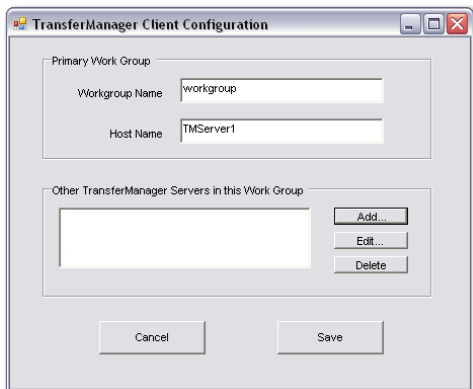 TransferManager Client Configuration
Primary Work Group
Workgroup Name
workgroup
Host Name
TMServer1
Other TransferManager Servers in this Work Group
Add...
Edit...
Delete
Cancel
Save